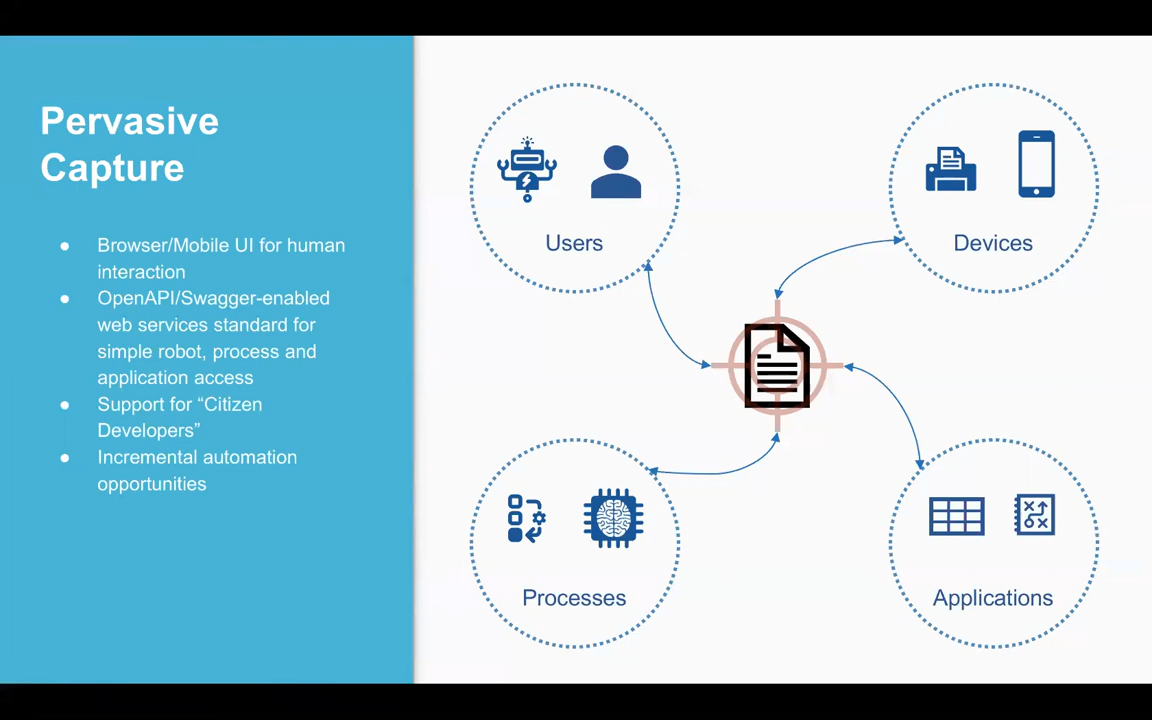 Pervasive
Capture
● Browser/Mobile UI for human
interaction
● OpenAPI/Swagger-enabled
web services standard for
simple robot, process and
application access
● Support for “Citizen
Developers”
● Incremental automation
opportunities
Users
Devices
Processes
Applications